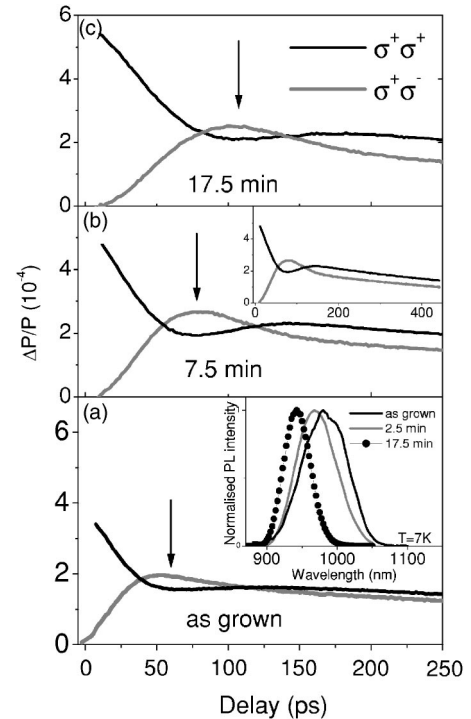 (c)
σ⁺σ⁺
σ⁺σ⁻
6
4
2
0
17.5 min
(b)
4
2
0
7.5 min
4
2
0
0 200 400
ΔP/P (10⁻⁴)
(a)
6
4
2
0
as grown
Normalised PL intensity
as grown
2.5 min
17.5 min
T=7K
900 1000 1100
Wavelength (nm)
0 50 100 150 200 250
Delay (ps)